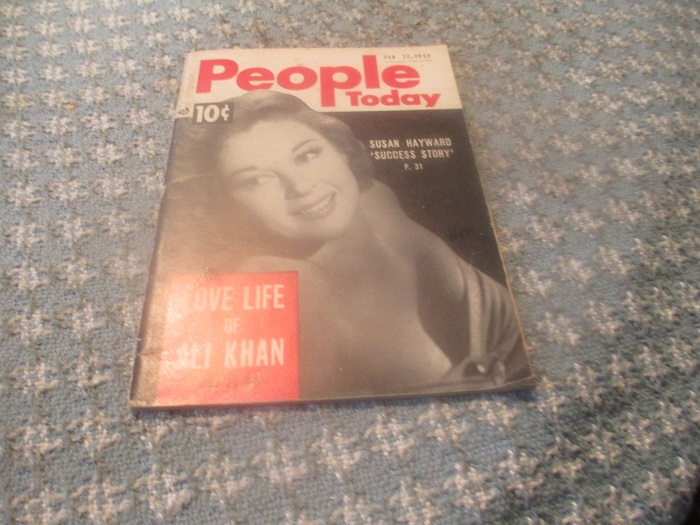 People
Today
10¢
SUSAN HAYWARD
'SUCCESS STORY'
P. 31
LOVE LIFE
OF
ALI KHAN